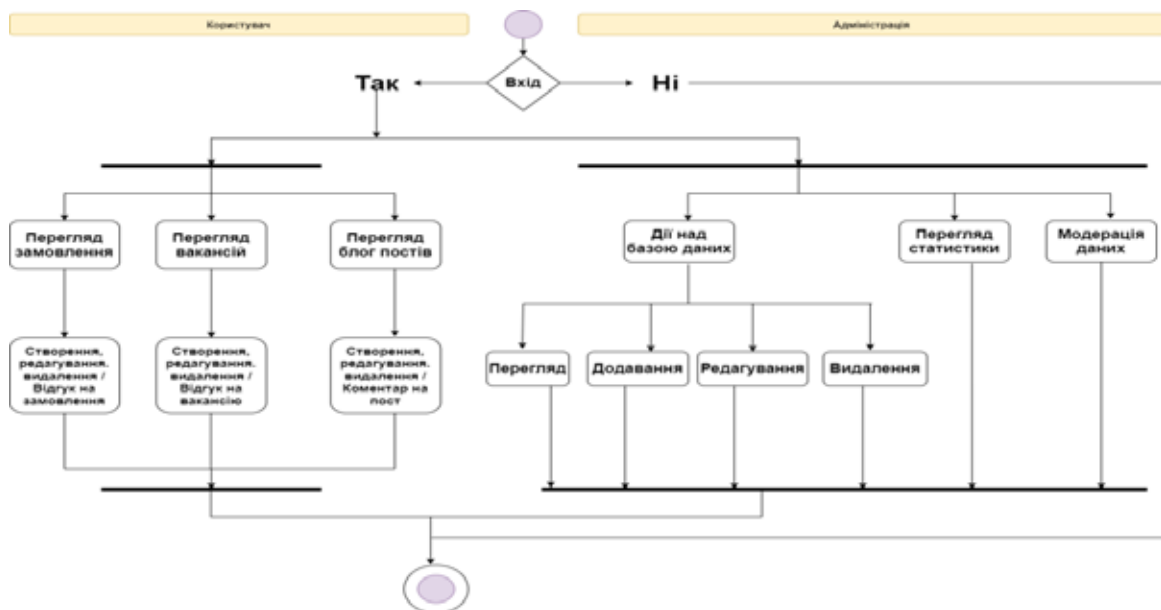 Користувач
Адміністрація
Вхід
Так
Ні
Перегляд
замовлення
Перегляд
вакансій
Перегляд
блог постів
Дії над
базою даних
Перегляд
статистики
Модерація
даних
Створення,
редагування.
видалення /
Відгук на
замовлення
Створення,
редагування.
видалення /
Відгук на
вакансію
Створення,
редагування.
видалення /
Коментар на
пост
Перегляд
Додавання
Редагування
Видалення